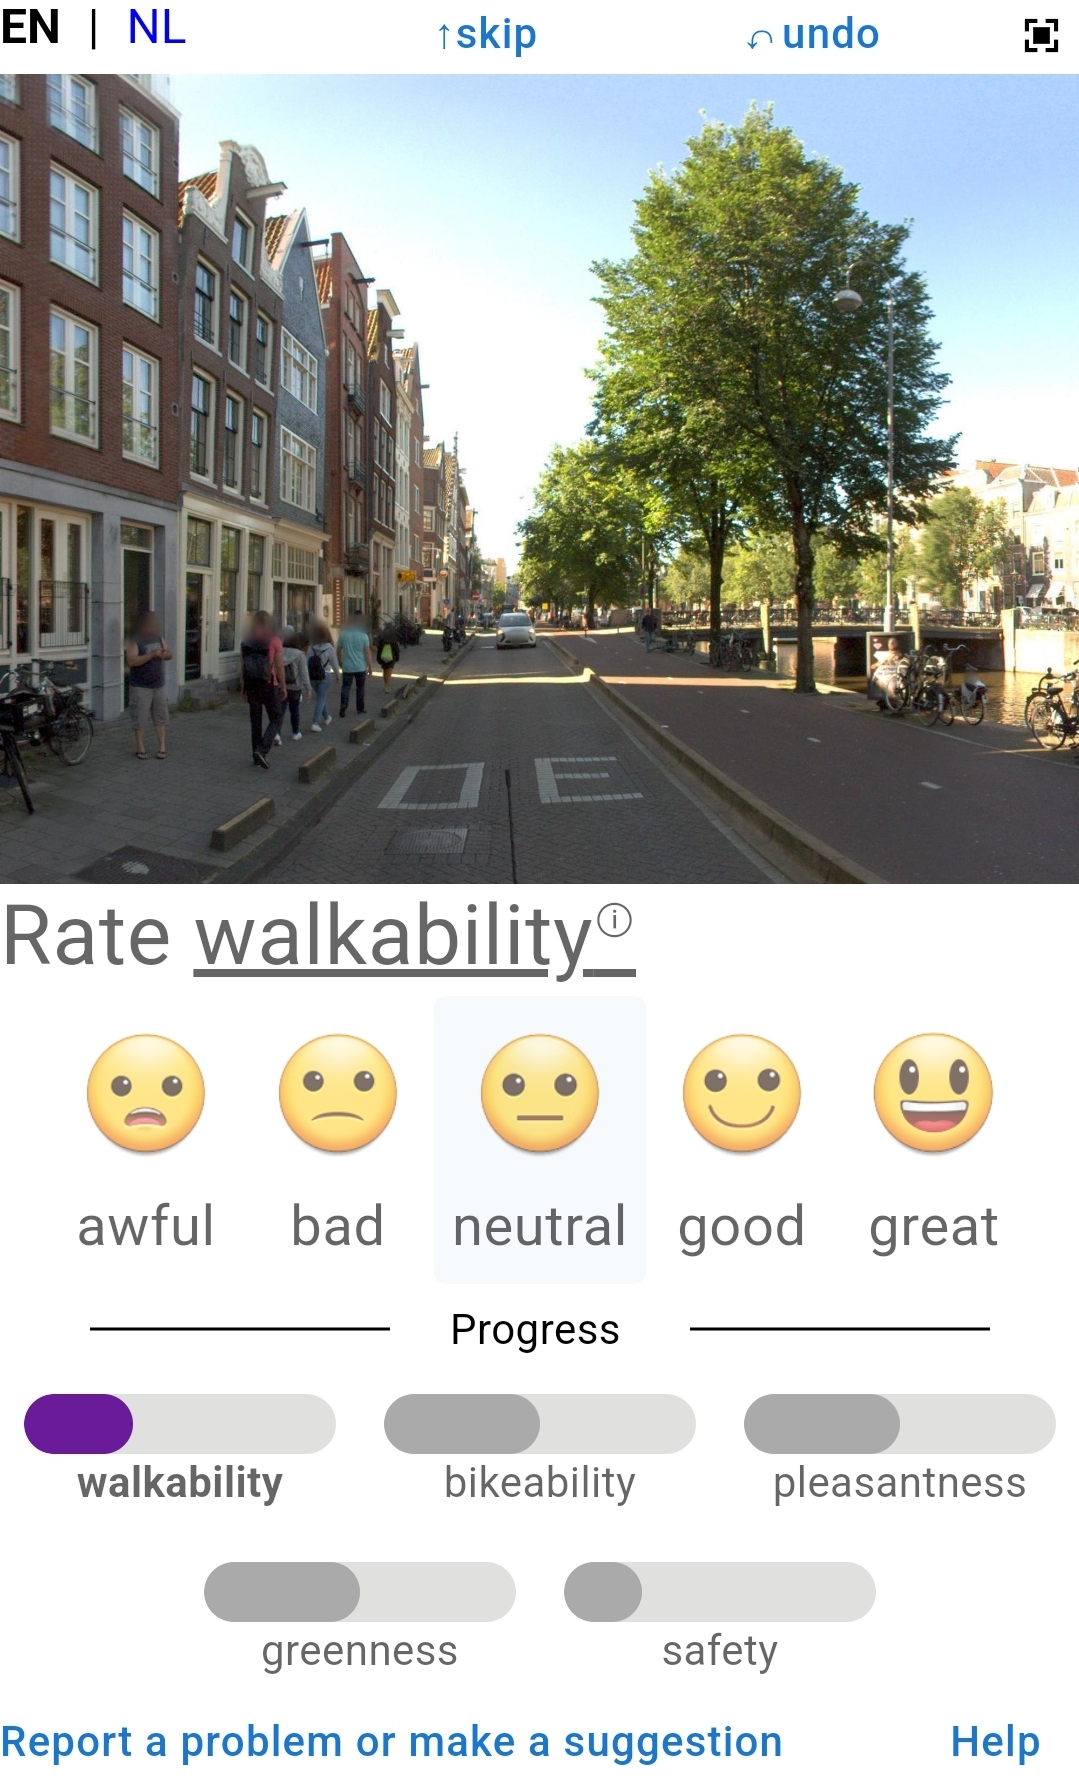 EN | NL ↑skip ⤺ undo
O E
Rate walkabilityⓘ
awful bad neutral good great
Progress
walkability bikeability pleasantness
greenness safety
Report a problem or make a suggestion Help